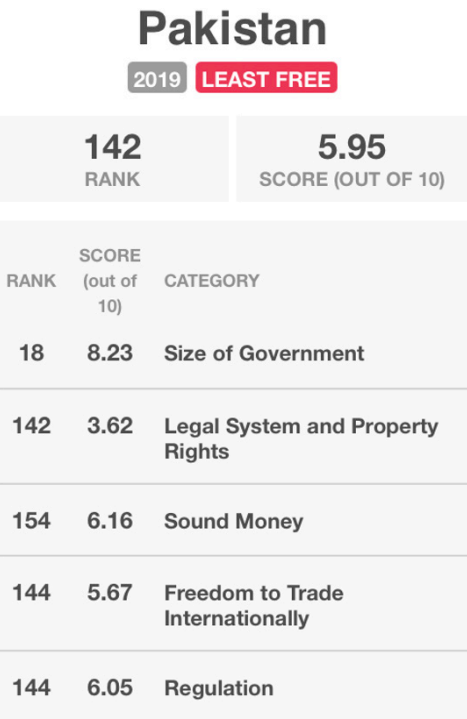 Pakistan
2019 LEAST FREE
142 5.95
RANK SCORE (OUT OF 10)
SCORE
RANK (out of CATEGORY
10)
18 8.23 Size of Government
142 3.62 Legal System and Property
Rights
154 6.16 Sound Money
144 5.67 Freedom to Trade
Internationally
144 6.05 Regulation